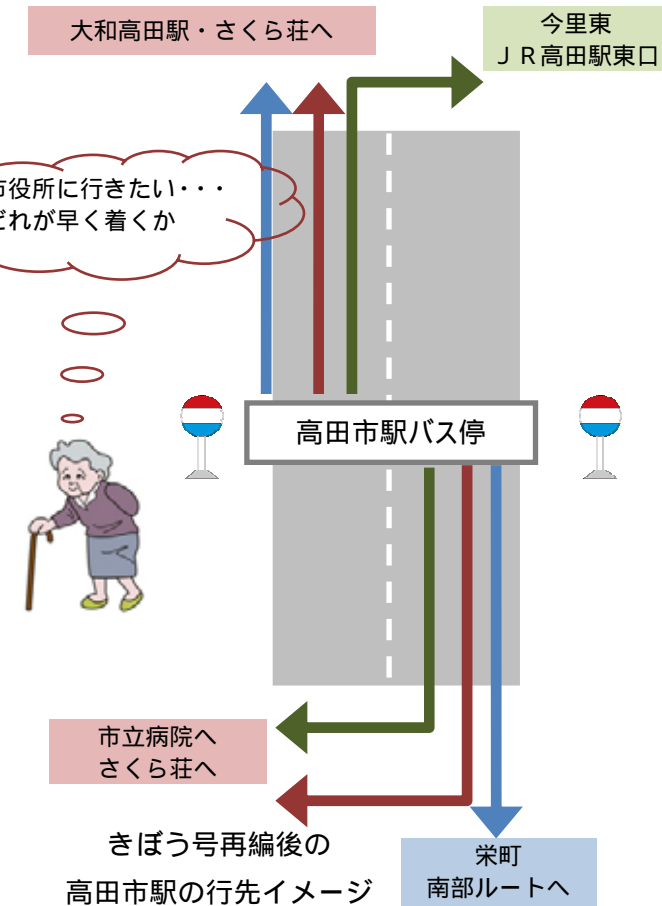 大和高田駅・さくら荘へ
今里東
ＪＲ高田駅東口
市役所に行きたい・・・
どれが早く着くか
高田市駅バス停
市立病院へ
さくら荘へ
きぼう号再編後の
高田市駅の行先イメージ
栄町
南部ルートへ